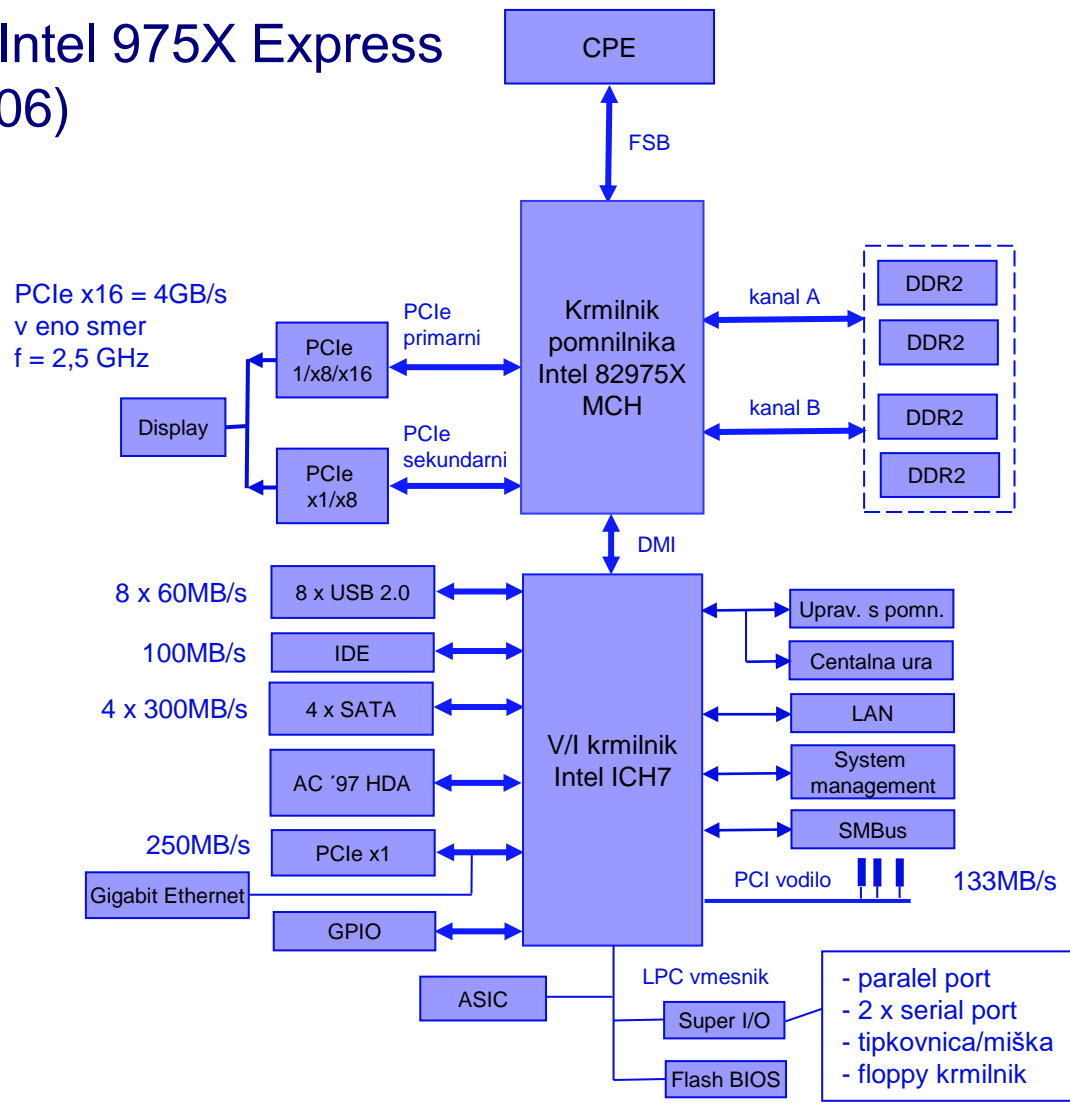 Intel 975X Express
06)
CPE
FSB
PCIe x16 = 4GB/s
v eno smer
f = 2,5 GHz
PCIe
primarni
PCIe
1/x8/x16
Display
PCIe
sekundarni
PCIe
x1/x8
Krmilnik
pomnilnika
Intel 82975X
MCH
kanal A
kanal B
DDR2
DDR2
DDR2
DDR2
DMI
8 x 60MB/s
8 x USB 2.0
100MB/s
IDE
4 x 300MB/s
4 x SATA
AC ´97 HDA
250MB/s
PCIe x1
Gigabit Ethernet
GPIO
V/I krmilnik
Intel ICH7
Uprav. s pomn.
Centalna ura
LAN
System
management
SMBus
PCI vodilo
133MB/s
LPC vmesnik
ASIC
Super I/O
Flash BIOS
- paralel port
- 2 x serial port
- tipkovnica/miška
- floppy krmilnik